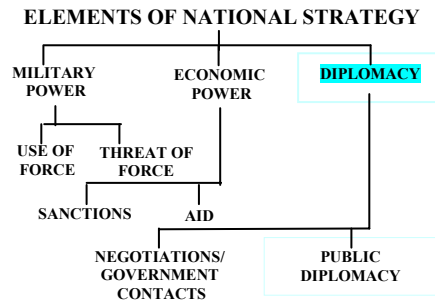 ELEMENTS OF NATIONAL STRATEGY
MILITARY
POWER
ECONOMIC
POWER
DIPLOMACY
USE OF
FORCE
THREAT OF
FORCE
SANCTIONS
AID
NEGOTIATIONS/
GOVERNMENT
CONTACTS
PUBLIC
DIPLOMACY